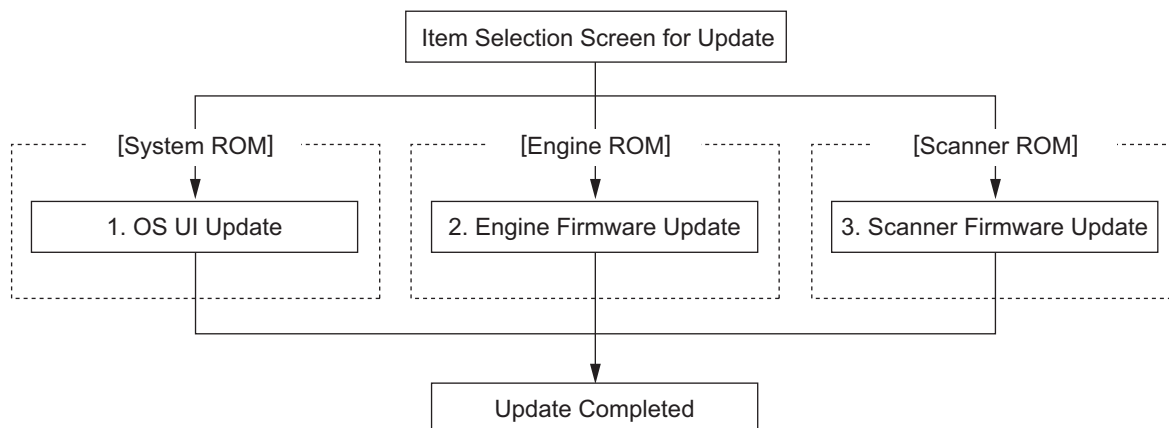 Item Selection Screen for Update
[System ROM]
[Engine ROM]
[Scanner ROM]
1. OS UI Update
2. Engine Firmware Update
3. Scanner Firmware Update
Update Completed